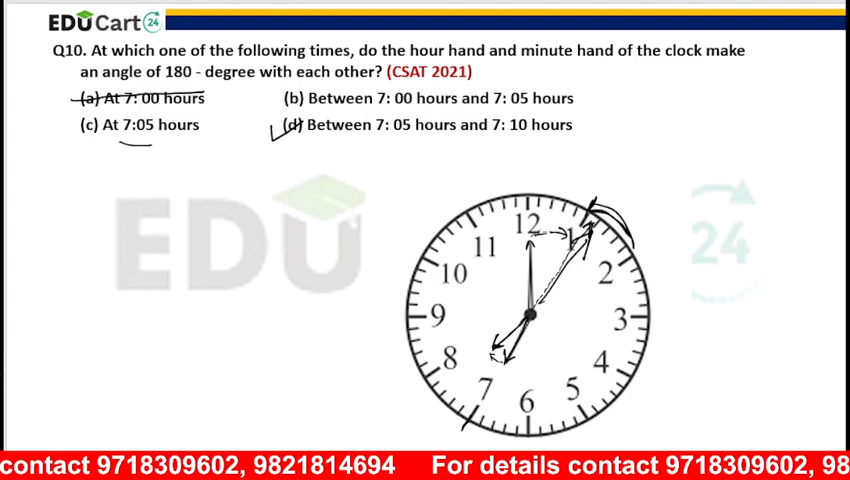 EDUCart24
Q10. At which one of the following times, do the hour hand and minute hand of the clock make
an angle of 180 - degree with each other? (CSAT 2021)
(a) At 7: 00 hours (b) Between 7: 00 hours and 7: 05 hours
(c) At 7:05 hours (d) Between 7: 05 hours and 7: 10 hours
EDU 24
12
11 1
10 2
9 3
8 4
7 5
6
contact 9718309602, 9821814694 For details contact 9718309602, 98